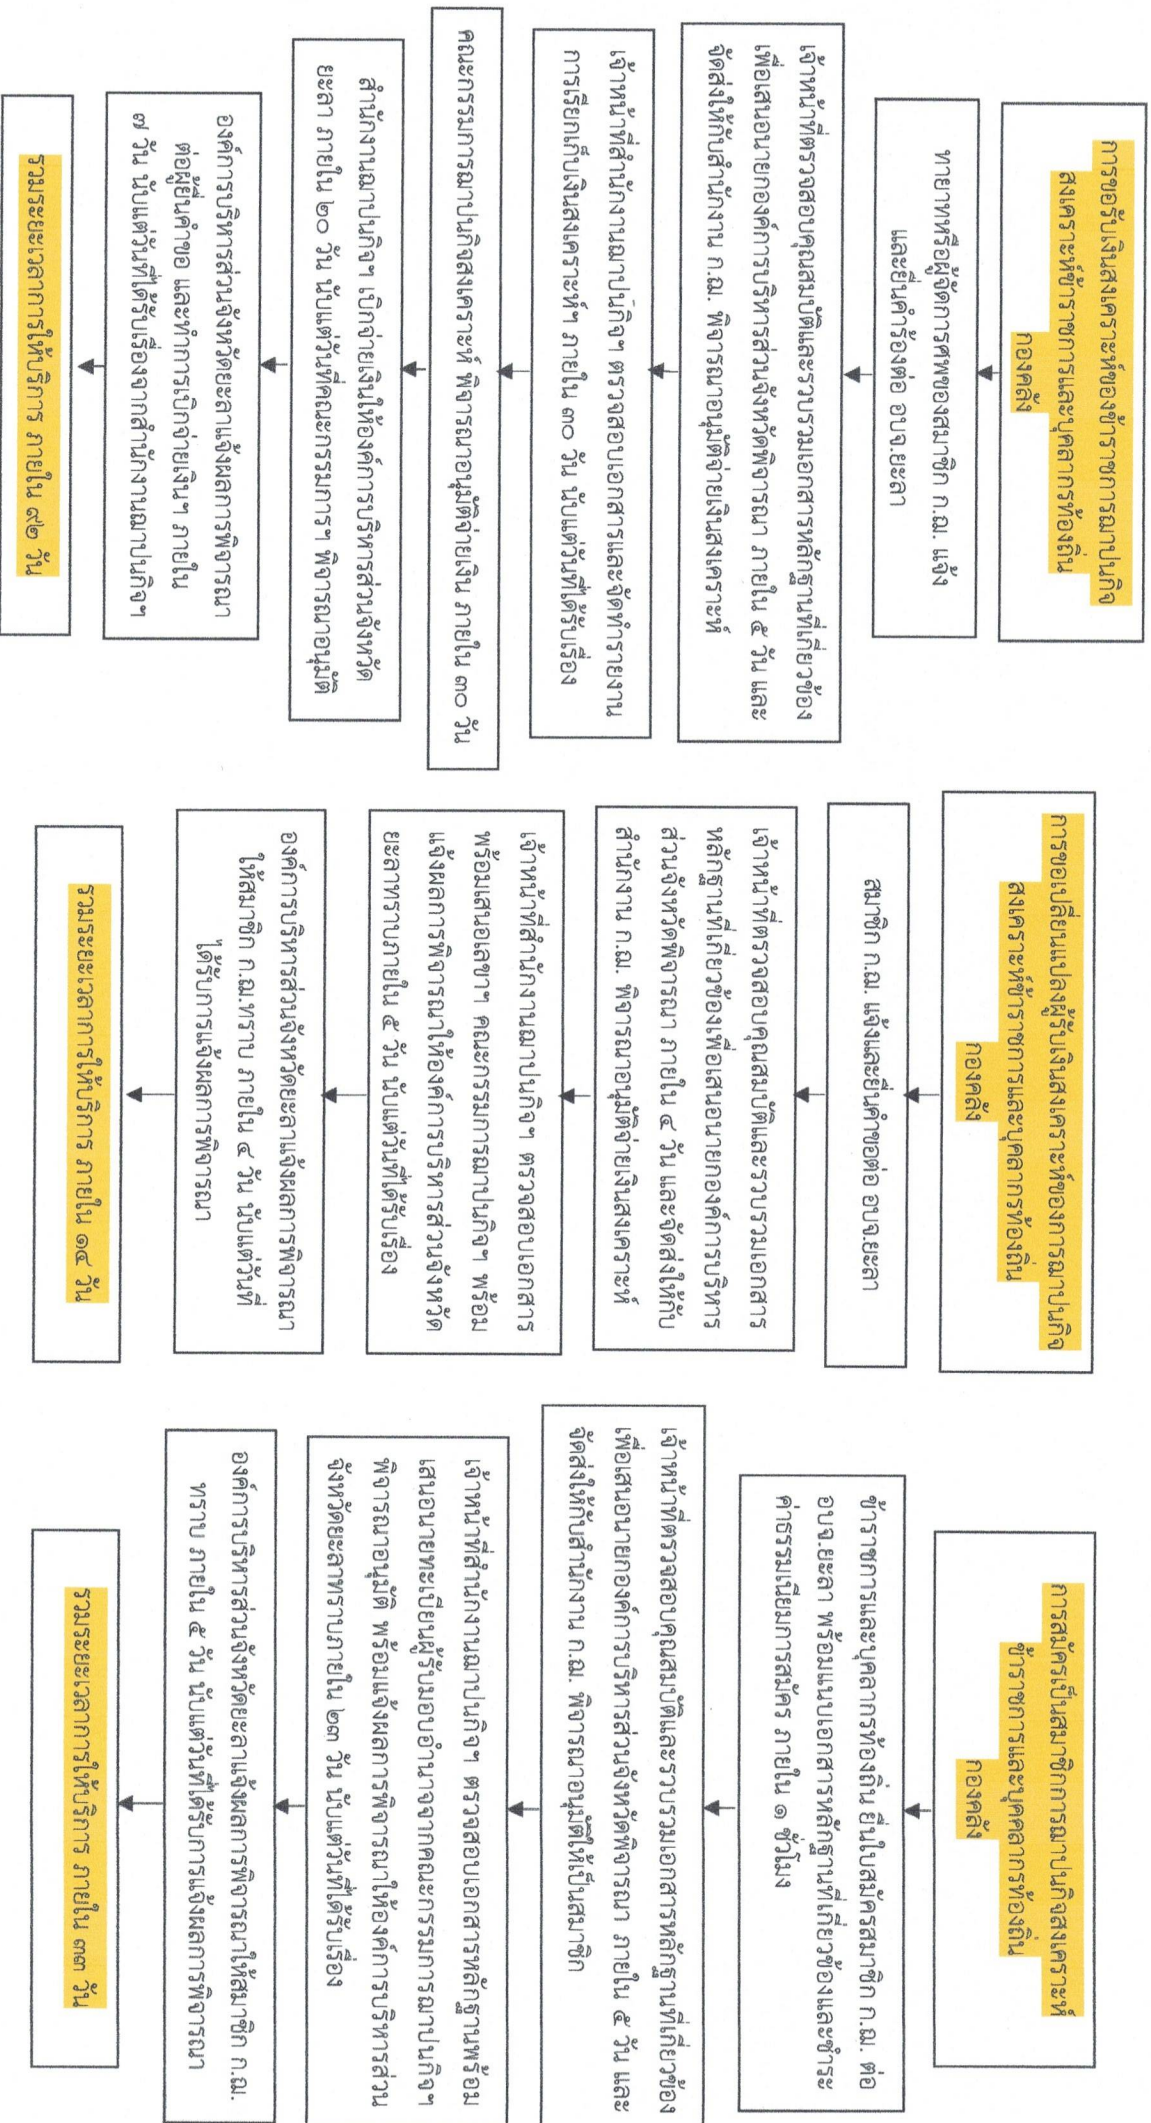 การขอรับเงินสงเคราะห์ของข้าราชการฌาปนกิจ
สงเคราะห์ข้าราชการและบุคลากรท้องถิ่น
กองคลัง
ทายาทหรือผู้จัดการศพของสมาชิก ก.ฌ. แจ้ง
และยื่นคำร้องต่อ อบจ.ยะลา
เจ้าหน้าที่ตรวจสอบคุณสมบัติและรวบรวมเอกสารหลักฐานที่เกี่ยวข้อง
เพื่อเสนอนายกองค์การบริหารส่วนจังหวัดพิจารณา ภายใน ๕ วัน และ
จัดส่งให้กับสำนักงาน ก.ฌ. พิจารณาอนุมัติจ่ายเงินสงเคราะห์
เจ้าหน้าที่สำนักงานฌาปนกิจฯ ตรวจสอบเอกสารและจัดทำรายงาน
การเรียกเก็บเงินสงเคราะห์ฯ ภายใน ๓๐ วัน นับแต่วันที่ได้รับเรื่อง
คณะกรรมการฌาปนกิจสงเคราะห์ พิจารณาอนุมัติจ่ายเงิน ภายใน ๓๐ วัน
สำนักงานฌาปนกิจฯ เบิกจ่ายเงินให้องค์การบริหารส่วนจังหวัด
ยะลา ภายใน ๒๐ วัน นับแต่วันที่คณะกรรมการฯ พิจารณาอนุมัติ
องค์การบริหารส่วนจังหวัดยะลาแจ้งผลการพิจารณา
ต่อผู้ยื่นคำขอ และทำการเบิกจ่ายเงินฯ ภายใน
๗ วัน นับแต่วันที่ได้รับเรื่องจากสำนักงานฌาปนกิจฯ
รวมระยะเวลาการให้บริการ ภายใน ๙๒ วัน
การขอเปลี่ยนแปลงผู้รับเงินสงเคราะห์ของการฌาปนกิจ
สงเคราะห์ข้าราชการและบุคลากรท้องถิ่น
กองคลัง
สมาชิก ก.ฌ. แจ้งและยื่นคำขอต่อ อบจ.ยะลา
เจ้าหน้าที่ตรวจสอบคุณสมบัติและรวบรวมเอกสาร
หลักฐานที่เกี่ยวข้องเพื่อเสนอนายกองค์การบริหาร
ส่วนจังหวัดพิจารณา ภายใน ๕ วัน และจัดส่งให้กับ
สำนักงาน ก.ฌ. พิจารณาอนุมัติจ่ายเงินสงเคราะห์
เจ้าหน้าที่สำนักงานฌาปนกิจฯ ตรวจสอบเอกสาร
พร้อมเสนอเลขาฯ คณะกรรมการฌาปนกิจฯ พร้อม
แจ้งผลการพิจารณาให้องค์การบริหารส่วนจังหวัด
ยะลาทราบภายใน ๕ วัน นับแต่วันที่ได้รับเรื่อง
องค์การบริหารส่วนจังหวัดยะลาแจ้งผลการพิจารณา
ให้สมาชิก ก.ฌ.ทราบ ภายใน ๔ วัน นับแต่วันที่
ได้รับการแจ้งผลการพิจารณา
รวมระยะเวลาการให้บริการ ภายใน ๑๔ วัน
การสมัครเป็นสมาชิกการฌาปนกิจสงเคราะห์
ข้าราชการและบุคคลากรท้องถิ่น
กองคลัง
ข้าราชการและบุคลากรท้องถิ่น ยื่นใบสมัครสมาชิก ก.ฌ. ต่อ
อบจ.ยะลา พร้อมแนบเอกสารหลักฐานที่เกี่ยวข้องและชำระ
ค่าธรรมเนียมการสมัคร ภายใน ๑ ชั่วโมง
เจ้าหน้าที่ตรวจสอบคุณสมบัติและรวบรวมเอกสารหลักฐานที่เกี่ยวข้อง
เพื่อเสนอนายกองค์การบริหารส่วนจังหวัดพิจารณา ภายใน ๕ วัน และ
จัดส่งให้กับสำนักงาน ก.ฌ. พิจารณาอนุมัติให้เป็นสมาชิก
เจ้าหน้าที่สำนักงานฌาปนกิจฯ ตรวจสอบเอกสารหลักฐานพร้อม
เสนอนายทะเบียนผู้รับมอบอำนาจจากคณะกรรมการฌาปนกิจฯ
พิจารณาอนุมัติ พร้อมแจ้งผลการพิจารณาให้องค์การบริหารส่วน
จังหวัดยะลาทราบภายใน ๒๓ วัน นับแต่วันที่ได้รับเรื่อง
องค์การบริหารส่วนจังหวัดยะลาแจ้งผลการพิจารณาให้สมาชิก ก.ฌ.
ทราบ ภายใน ๕ วัน นับแต่วันที่ได้รับการแจ้งผลการพิจารณา
รวมระยะเวลาการให้บริการ ภายใน ๓๓ วัน